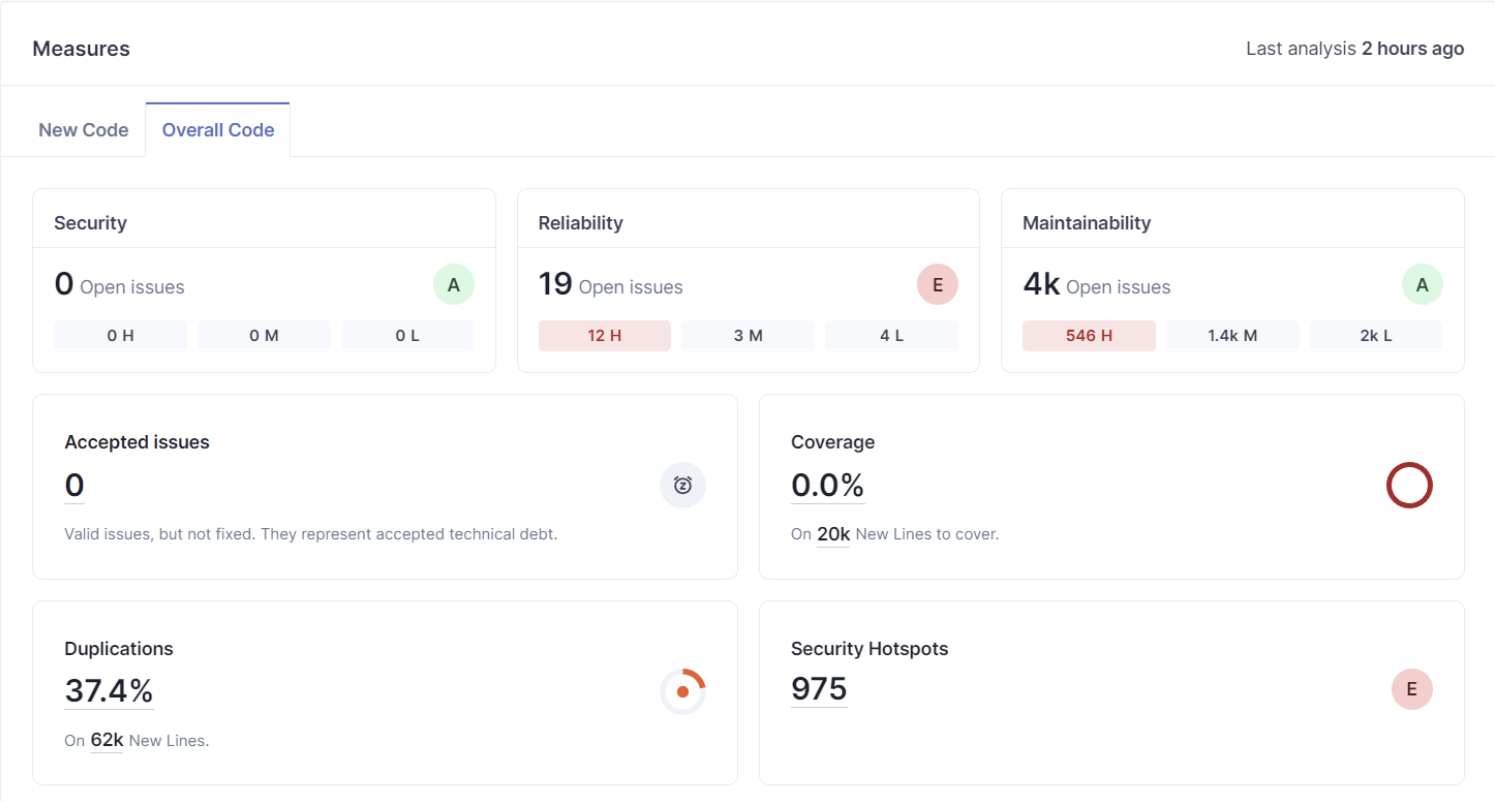 Measures
Last analysis 2 hours ago
New Code
Overall Code
Security
0 Open issues
A
0 H
0 M
0 L
Reliability
19 Open issues
E
12 H
3 M
4 L
Maintainability
4k Open issues
A
546 H
1.4k M
2k L
Accepted issues
0
Valid issues, but not fixed. They represent accepted technical debt.
Coverage
0.0%
On 20k New Lines to cover.
Duplications
37.4%
On 62k New Lines.
Security Hotspots
975
E